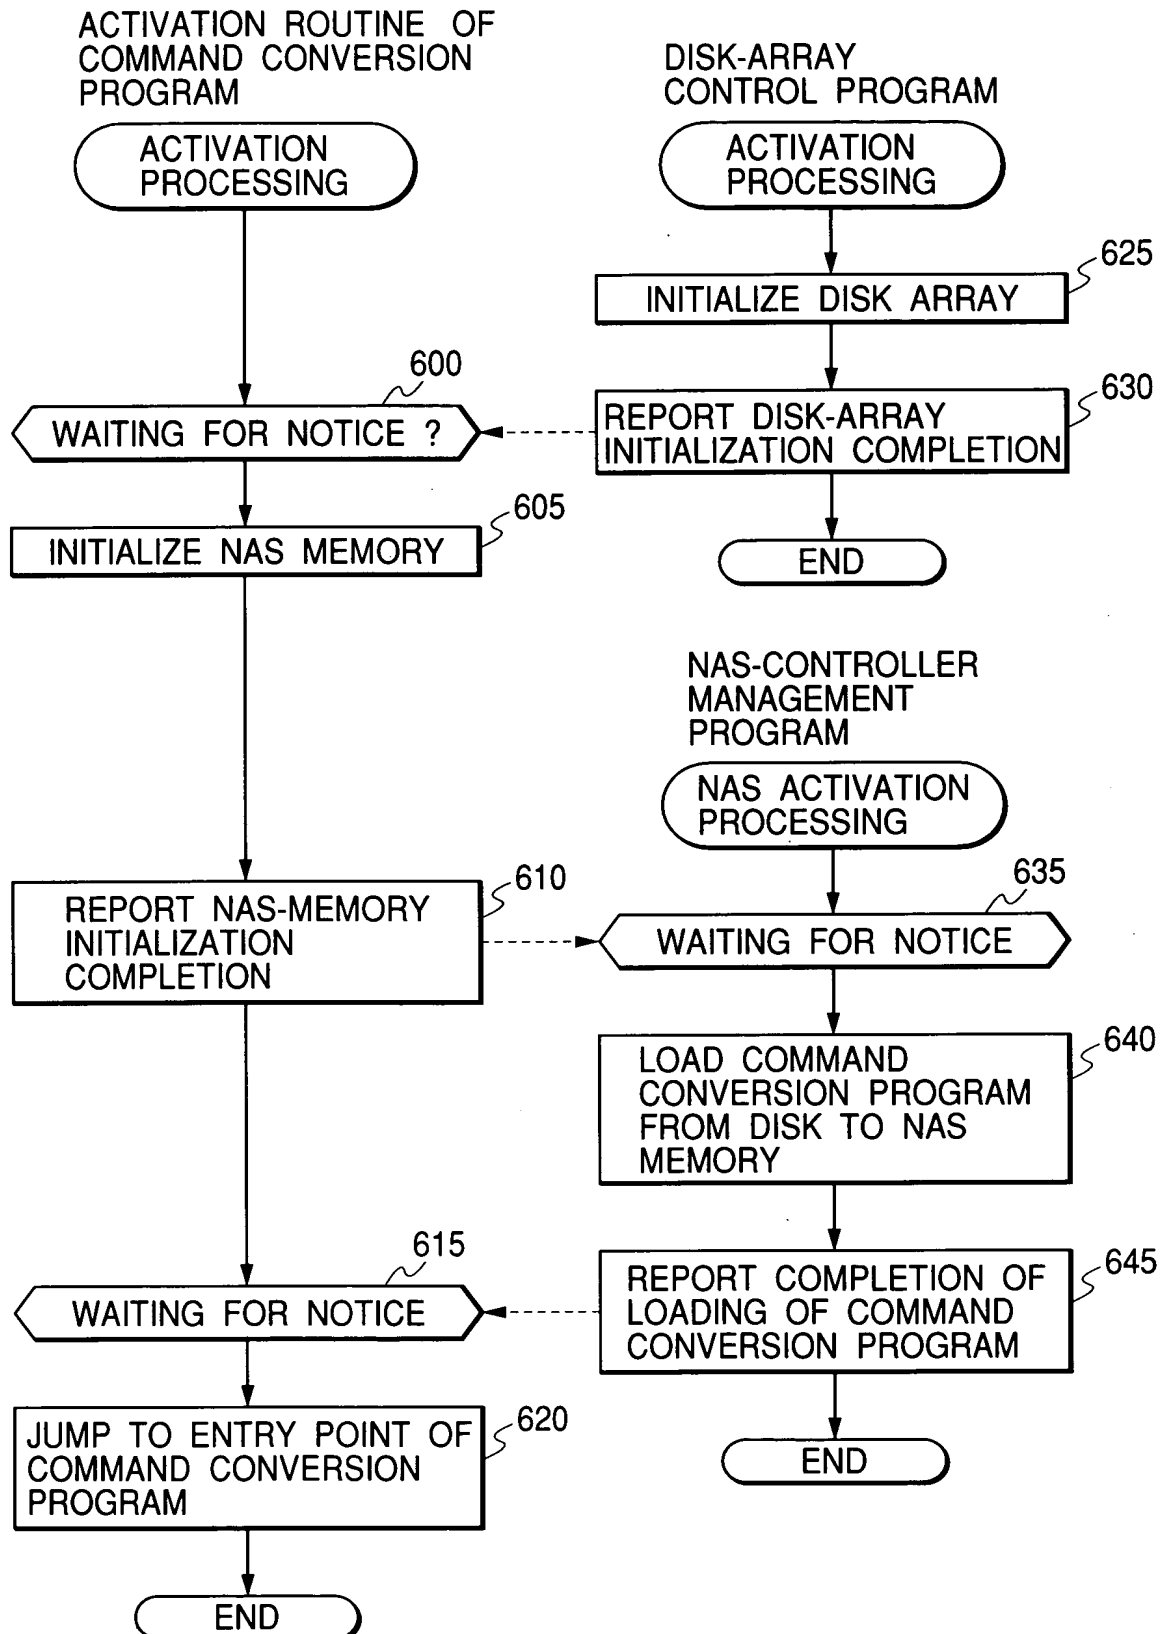 ACTIVATION ROUTINE OF
COMMAND CONVERSION
PROGRAM
ACTIVATION
PROCESSING
600
WAITING FOR NOTICE ?
605
INITIALIZE NAS MEMORY
610
REPORT NAS-MEMORY
INITIALIZATION
COMPLETION
615
WAITING FOR NOTICE
620
JUMP TO ENTRY POINT OF
COMMAND CONVERSION
PROGRAM
END
DISK-ARRAY
CONTROL PROGRAM
ACTIVATION
PROCESSING
625
INITIALIZE DISK ARRAY
630
REPORT DISK-ARRAY
INITIALIZATION COMPLETION
END
NAS-CONTROLLER
MANAGEMENT
PROGRAM
NAS ACTIVATION
PROCESSING
635
WAITING FOR NOTICE
640
LOAD COMMAND
CONVERSION PROGRAM
FROM DISK TO NAS
MEMORY
645
REPORT COMPLETION OF
LOADING OF COMMAND
CONVERSION PROGRAM
END